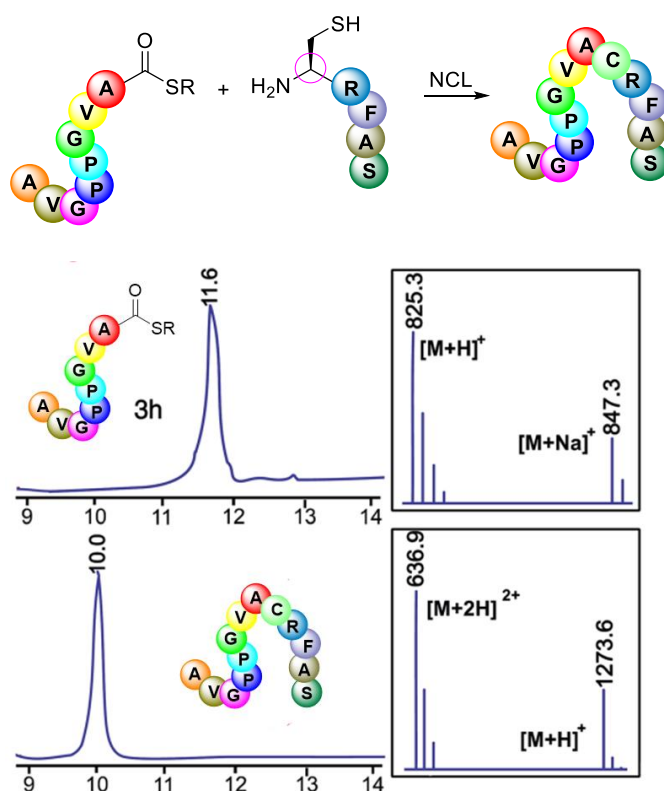 O
SR
A
V
G
P
P
G
V
A
+
SH
H₂N
R
F
A
S
NCL
A
V
G
P
P
G
V
A
C
R
F
A
S
O
SR
A
V
G
P
P
G
V
A
3h
11.6
9 10 11 12 13 14
825.3
[M+H]⁺
[M+Na]⁺
847.3
10.0
A
V
G
P
P
G
V
A
C
R
F
A
S
9 10 11 12 13 14
636.9
[M+2H]²⁺
1273.6
[M+H]⁺